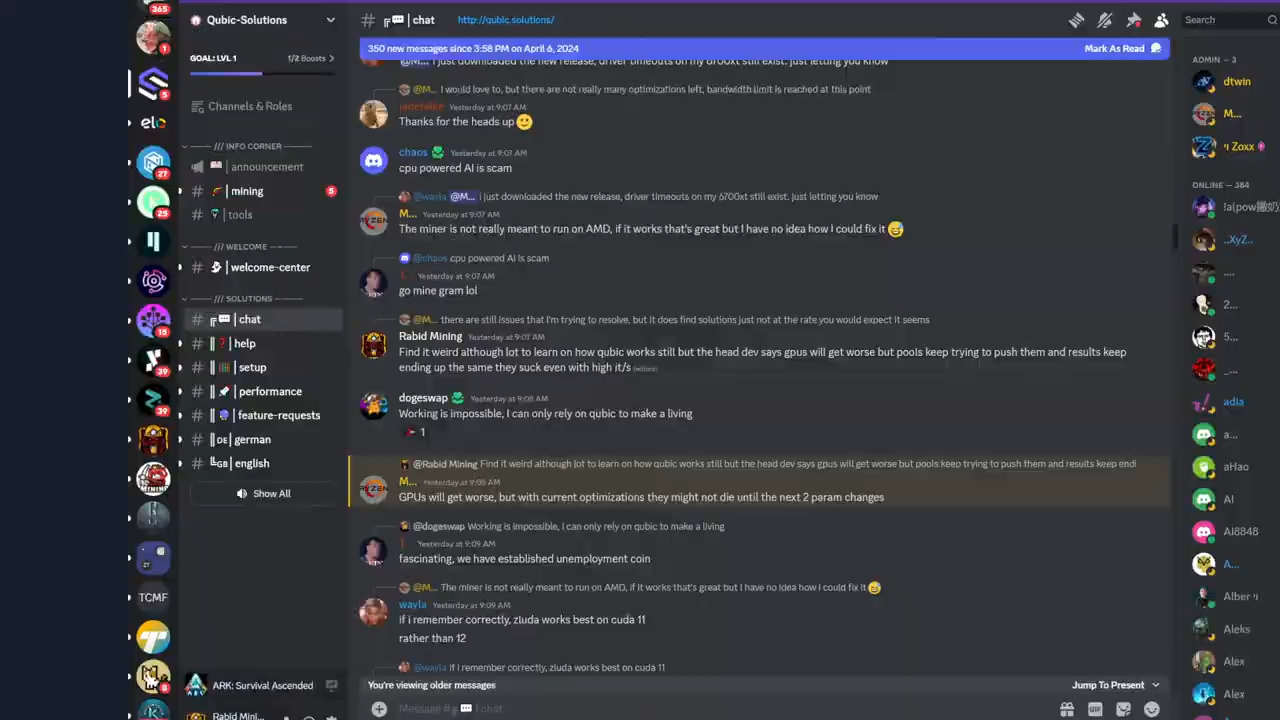 365
Qubic-Solutions
chat
http://qubic.solutions/
Search
350 new messages since 3:58 PM on April 6, 2024
Mark As Read
GOAL: LVL 1
1/2 Boosts
Channels & Roles
/// INFO CORNER
announcement
mining
5
tools
/// WELCOME
welcome-center
/// SOLUTIONS
chat
help
setup
performance
feature-requests
german
english
Show All
1
5
elo
27
25
15
39
39
TCMF
8
ARK: Survival Ascended
Rabid Mini...
@M... I just downloaded the new release, driver timeouts on my 6700xt still exist. just letting you know
@M... I would love to, but there are not really many optimizations left, bandwidth limit is reached at this point
Yesterday at 9:07 AM
Thanks for the heads up
chaos Yesterday at 9:07 AM
cpu powered AI is scam
@wayla @M... I just downloaded the new release, driver timeouts on my 6700xt still exist. just letting you know
M... Yesterday at 9:07 AM
RYZEN
The miner is not really meant to run on AMD, if it works that's great but I have no idea how I could fix it
@chaos cpu powered AI is scam
Yesterday at 9:07 AM
go mine gram lol
@M... there are still issues that I'm trying to resolve, but it does find solutions just not at the rate you would expect it seems
Rabid Mining Yesterday at 9:07 AM
Find it weird although lot to learn on how qubic works still but the head dev says gpus will get worse but pools keep trying to push them and results keep
ending up the same they suck even with high it/s (edited)
dogeswap Yesterday at 9:08 AM
Working is impossible, I can only rely on qubic to make a living
1
@Rabid Mining Find it weird although lot to learn on how qubic works still but the head dev says gpus will get worse but pools keep trying to push them and results keep endi
M... Yesterday at 9:08 AM
RYZEN
GPUs will get worse, but with current optimizations they might not die until the next 2 param changes
@dogeswap Working is impossible, I can only rely on qubic to make a living
Yesterday at 9:09 AM
fascinating, we have established unemployment coin
@M... The miner is not really meant to run on AMD, if it works that's great but I have no idea how I could fix it
wayla Yesterday at 9:09 AM
if i remember correctly, zluda works best on cuda 11
rather than 12
@wayla if i remember correctly, zluda works best on cuda 11
You're viewing older messages
Jump To Present
Message # chat
GIF
ADMIN — 3
dtwin
M...
Zoxx
ONLINE — 384
!a(pow
..XyZ..
....
2...
5...
_...
adia
a...
aHao
AI
AI8848
A...
Alber
Aleks
Alex
Alex